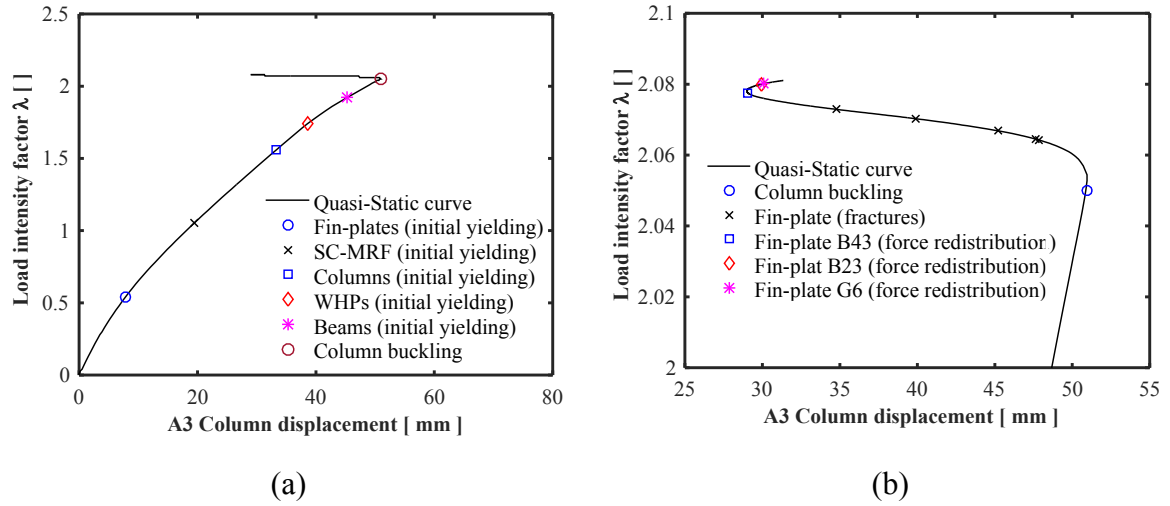 2.5
2
1.5
1
0.5
0
0 20 40 60 80
Load intensity factor λ [ ]
A3 Column displacement [ mm ]
Quasi-Static curve
Fin-plates (initial yielding)
SC-MRF (initial yielding)
Columns (initial yielding)
WHPs (initial yielding)
Beams (initial yielding)
Column buckling
(a)
2.1
2.08
2.06
2.04
2.02
2
25 30 35 40 45 50 55
Load intensity factor λ [ ]
A3 Column displacement [ mm ]
Quasi-Static curve
Column buckling
Fin-plate (fractures)
Fin-plate B43 (force redistribution)
Fin-plat B23 (force redistribution)
Fin-plate G6 (force redistribution)
(b)